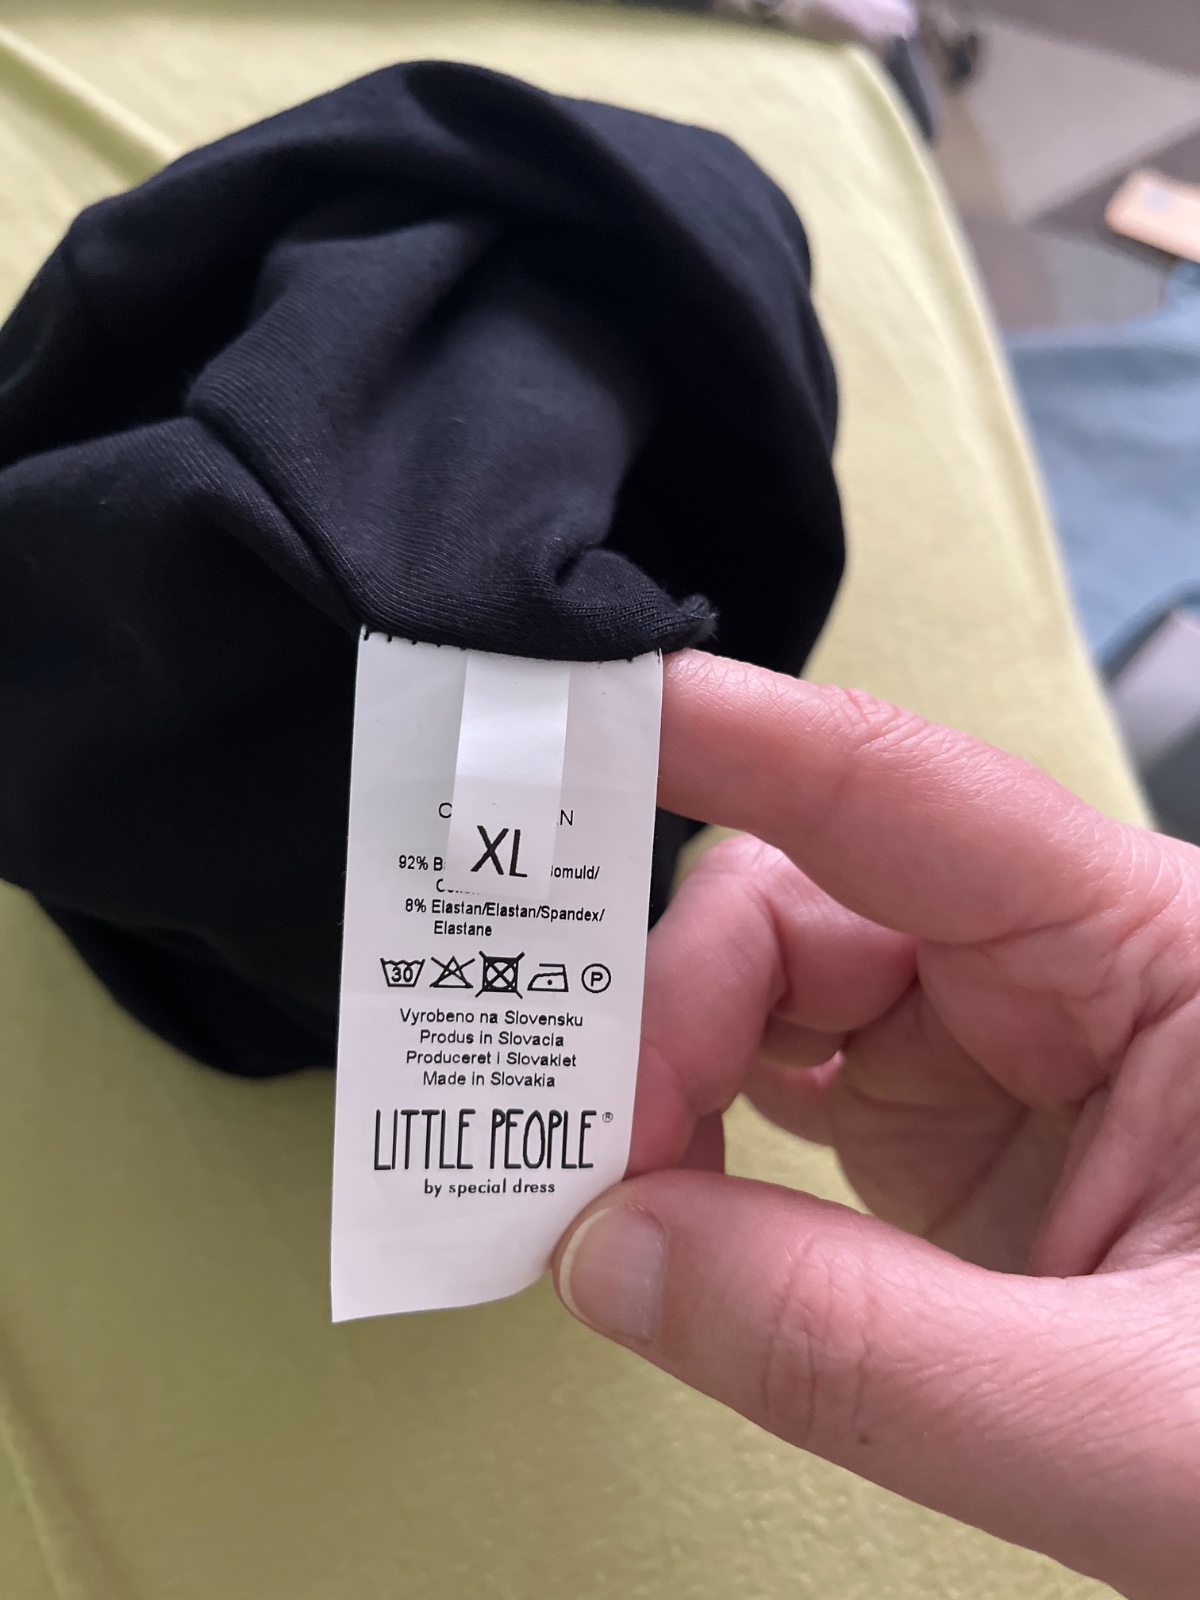 XL
92%
8% Elastan/Elastan/Spandex/
Elastane
30 P
Vyrobeno na Slovensku
Produs in Slovacia
Produceret i Slovakiet
Made in Slovakia
LITTLE PEOPLE®
by special dress